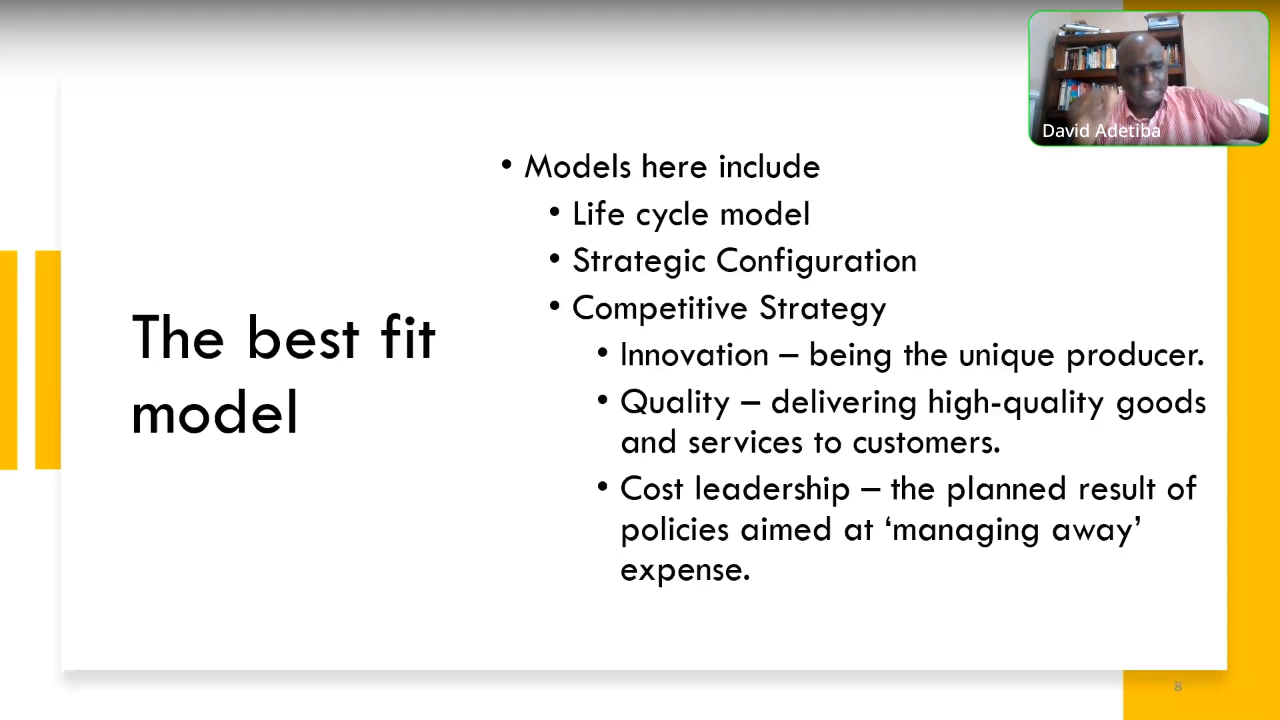 David Adetiba
• Models here include
• Life cycle model
• Strategic Configuration
• Competitive Strategy
The best fit
model
• Innovation – being the unique producer.
• Quality – delivering high-quality goods
and services to customers.
• Cost leadership – the planned result of
policies aimed at ‘managing away’
expense.
8